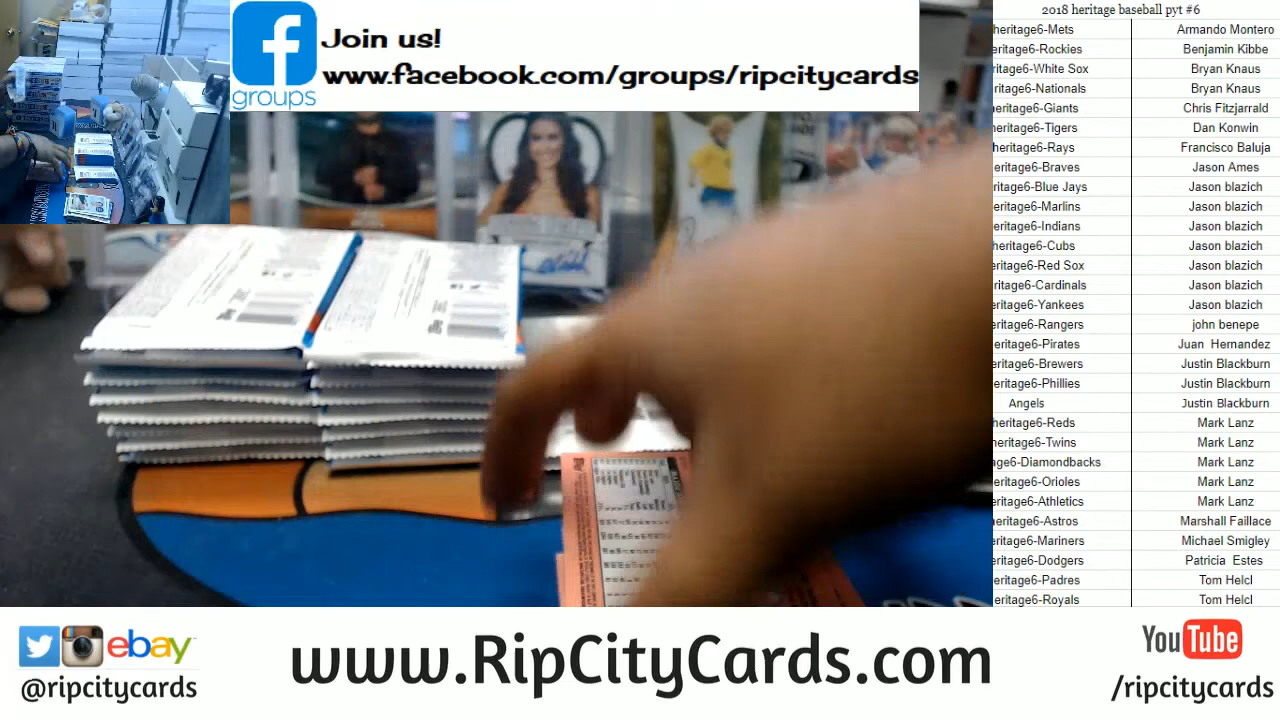 Join us!
www.facebook.com/groups/ripcitycards
groups
2018 heritage baseball pyt #6
heritage6-Mets Armando Montero
eritage6-Rockies Benjamin Kibbe
ritage6-White Sox Bryan Knaus
ritage6-Nationals Bryan Knaus
heritage6-Giants Chris Fitzjarrald
heritage6-Tigers Dan Konwin
heritage6-Rays Francisco Baluja
eritage6-Braves Jason Ames
ritage6-Blue Jays Jason blazich
eritage6-Marlins Jason blazich
eritage6-Indians Jason blazich
heritage6-Cubs Jason blazich
eritage6-Red Sox Jason blazich
ritage6-Cardinals Jason blazich
ritage6-Yankees Jason blazich
eritage6-Rangers john benepe
eritage6-Pirates Juan Hernandez
ritage6-Brewers Justin Blackburn
eritage6-Phillies Justin Blackburn
Angels Justin Blackburn
heritage6-Reds Mark Lanz
eritage6-Twins Mark Lanz
age6-Diamondbacks Mark Lanz
eritage6-Orioles Mark Lanz
ritage6-Athletics Mark Lanz
eritage6-Astros Marshall Faillace
eritage6-Mariners Michael Smigley
eritage6-Dodgers Patricia Estes
eritage6-Padres Tom Helcl
eritage6-Royals Tom Helcl
ebay
@ripcitycards
www.RipCityCards.com
YouTube
/ripcitycards